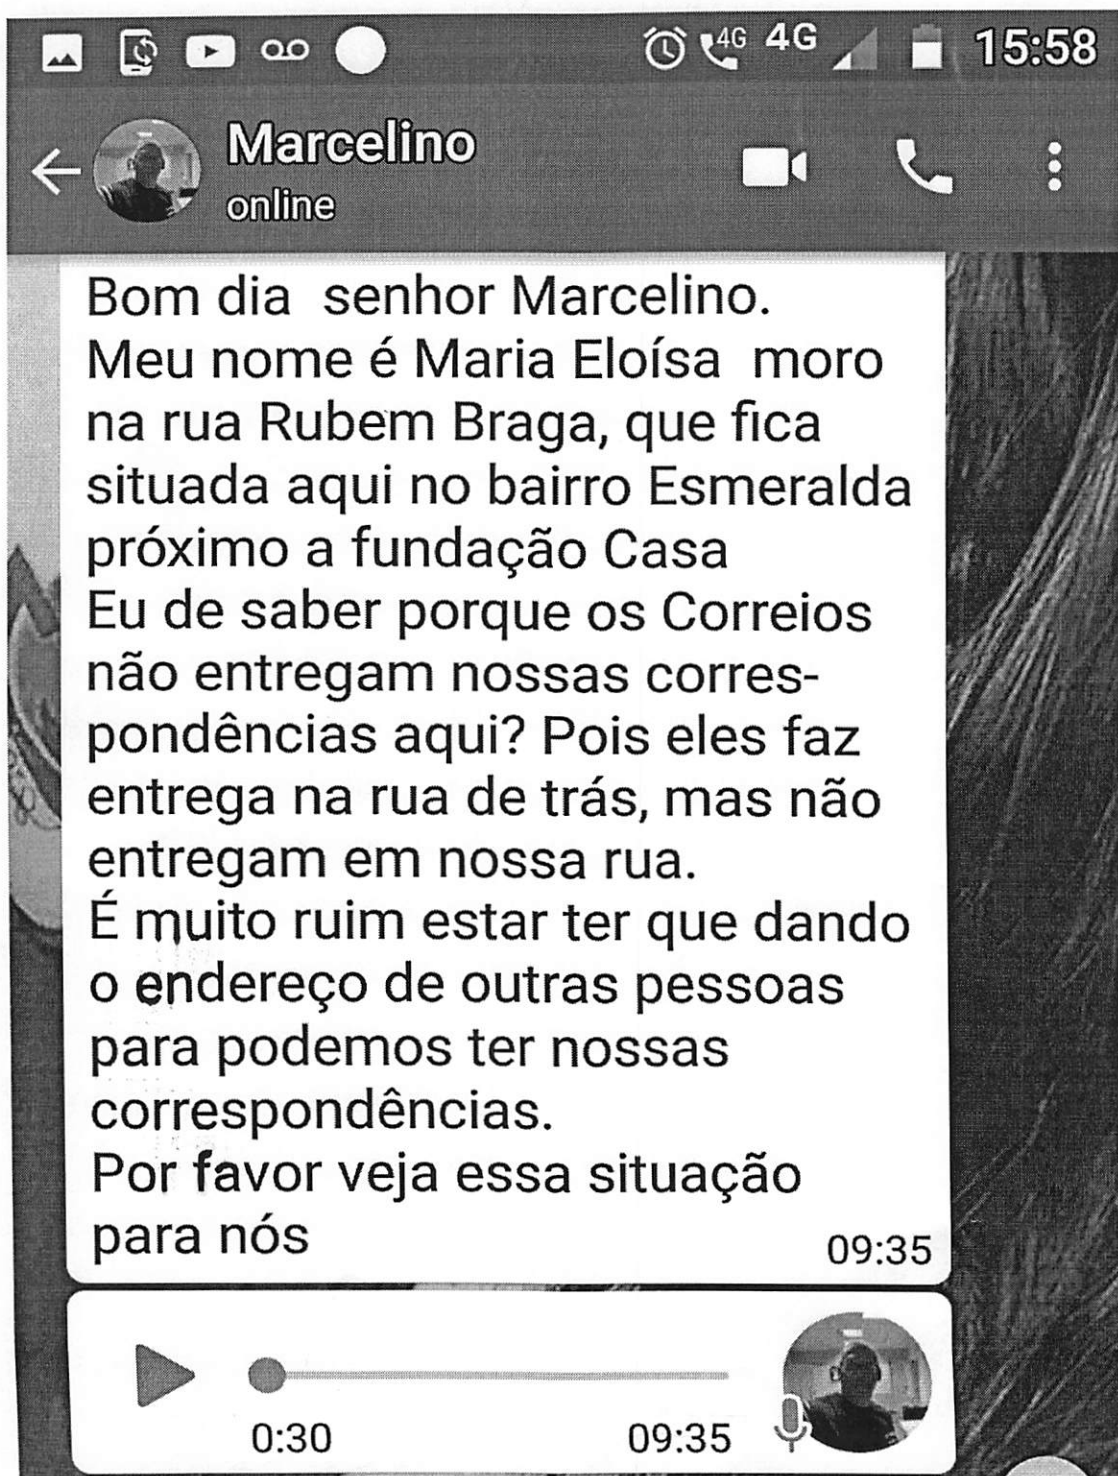 4G 4G 15:58
Marcelino
online
Bom dia senhor Marcelino.
Meu nome é Maria Eloísa moro
na rua Rubem Braga, que fica
situada aqui no bairro Esmeralda
próximo a fundação Casa
Eu de saber porque os Correios
não entregam nossas corres-
pondências aqui? Pois eles faz
entrega na rua de trás, mas não
entregam em nossa rua.
É muito ruim estar ter que dando
o endereço de outras pessoas
para podemos ter nossas
correspondências.
Por favor veja essa situação
para nós
09:35
0:30 09:35